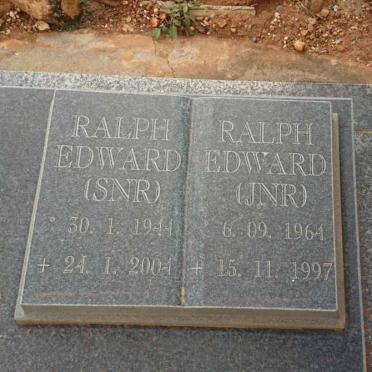 RALPH
EDWARD
(SNR)
* 30. 1. 1944
+ 24. 1. 2004
RALPH
EDWARD
(JNR)
6. 09. 1964
+ 15. 11. 1997